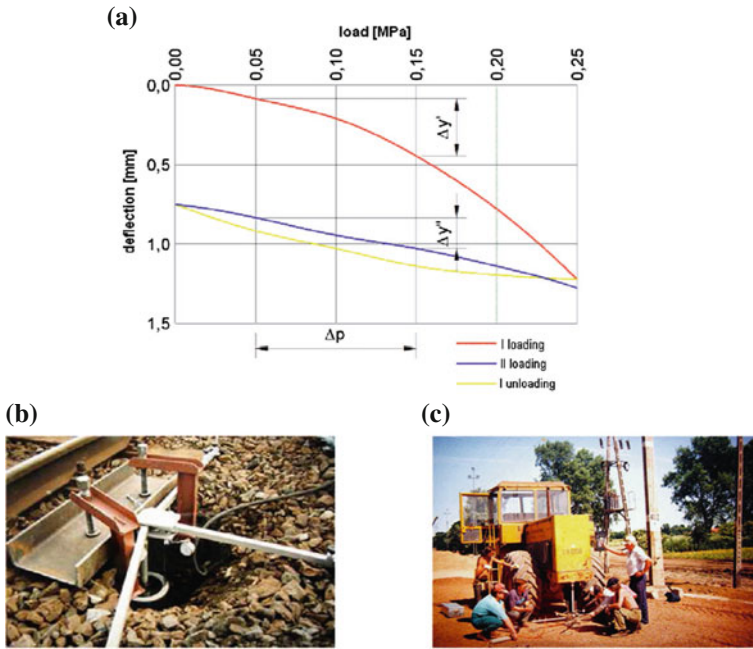 (a)
load [MPa]
0,00 0,05 0,10 0,15 0,20 0,25
0,0
0,5
1,0
1,5
deflection [mm]
Δy'
Δy"
Δp
I loading
II loading
I unloading
(b) (c)